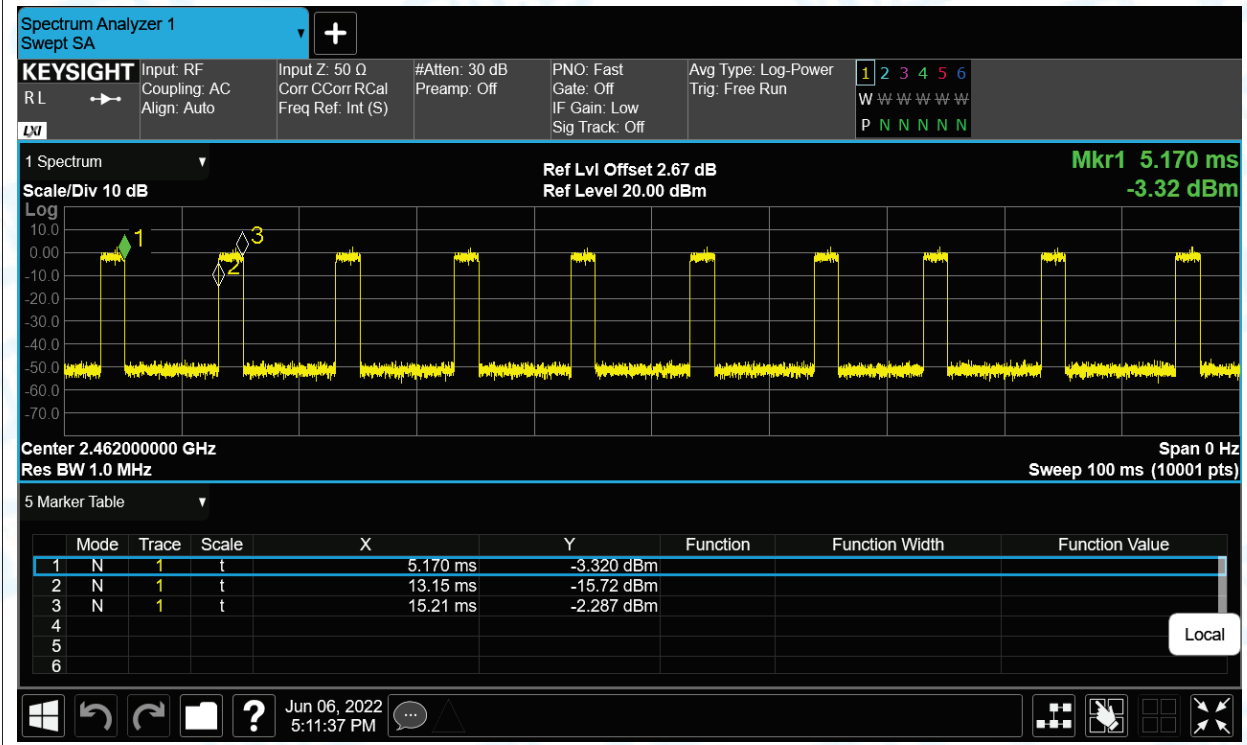 Spectrum Analyzer 1
Swept SA
KEYSIGHT
R L
LXI
Input: RF
Coupling: AC
Align: Auto
Input Z: 50 Ω
Corr CCorr RCal
Freq Ref: Int (S)
#Atten: 30 dB
Preamp: Off
PNO: Fast
Gate: Off
IF Gain: Low
Sig Track: Off
Avg Type: Log-Power
Trig: Free Run
1 2 3 4 5 6
W W W W W W
P N N N N N
1 Spectrum
Scale/Div 10 dB
Ref Lvl Offset 2.67 dB
Ref Level 20.00 dBm
Mkr1 5.170 ms
-3.32 dBm
Log
10.0
0.00
-10.0
-20.0
-30.0
-40.0
-50.0
-60.0
-70.0
1
2
3
Center 2.462000000 GHz
Res BW 1.0 MHz
Span 0 Hz
Sweep 100 ms (10001 pts)
5 Marker Table
Mode Trace Scale X Y Function Function Width Function Value
1 N 1 t 5.170 ms -3.320 dBm
2 N 1 t 13.15 ms -15.72 dBm
3 N 1 t 15.21 ms -2.287 dBm
4
5
6
Local
?
Jun 06, 2022
5:11:37 PM